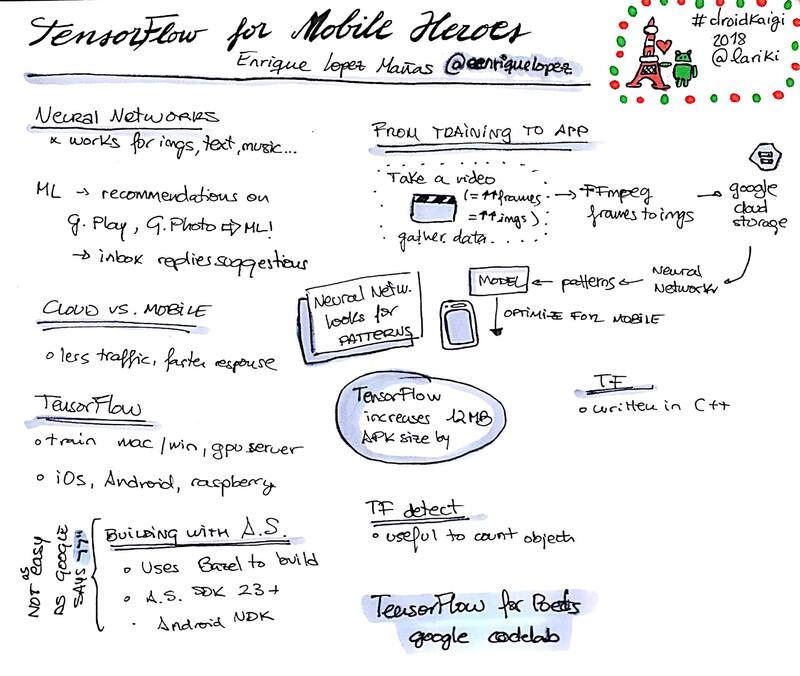 TensorFlow for Mobile Heroes
Enrique Lopez Mañas @eenriquelopez
#droidkaigi
2018
@lariki
Neural Networks
* works for imgs, text, music...
ML → recommendations on
g. Play, G. Photo ⇨ ML!
→ inbox replies suggestions
CLOUD VS. MOBILE
o less traffic, faster response
TensorFlow
o train mac/win, gpu server
o iOs, Android, raspberry
NOT as easy
AS GOOGLE
SAYS
BUILDING WITH A.S.
o Uses Bazel to build
o A.S. SDK 23+
. Android NDK
FROM TRAINING TO APP
Take a video
(=↑↑frames
=↑↑imgs)
gather data
→ FFmpeg
frames to imgs
→ google
cloud
storage
Neural
Networks
← patterns ←
MODEL
OPTIMIZE FOR MOBILE
Neural Netw.
looks for
PATTERNS
TensorFlow
increases 12MB
APK size by
TF
o written in C++
TF detect
o useful to count objects
TensorFlow for Poets
google codelab